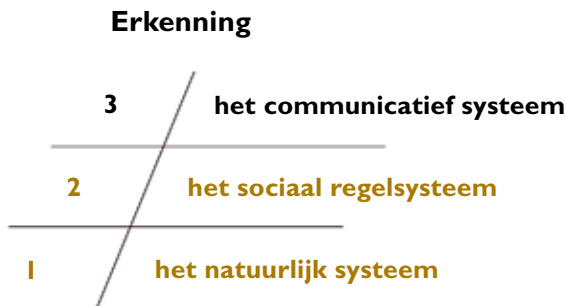 Erkenning
3 het communicatief systeem
2 het sociaal regelsysteem
1 het natuurlijk systeem